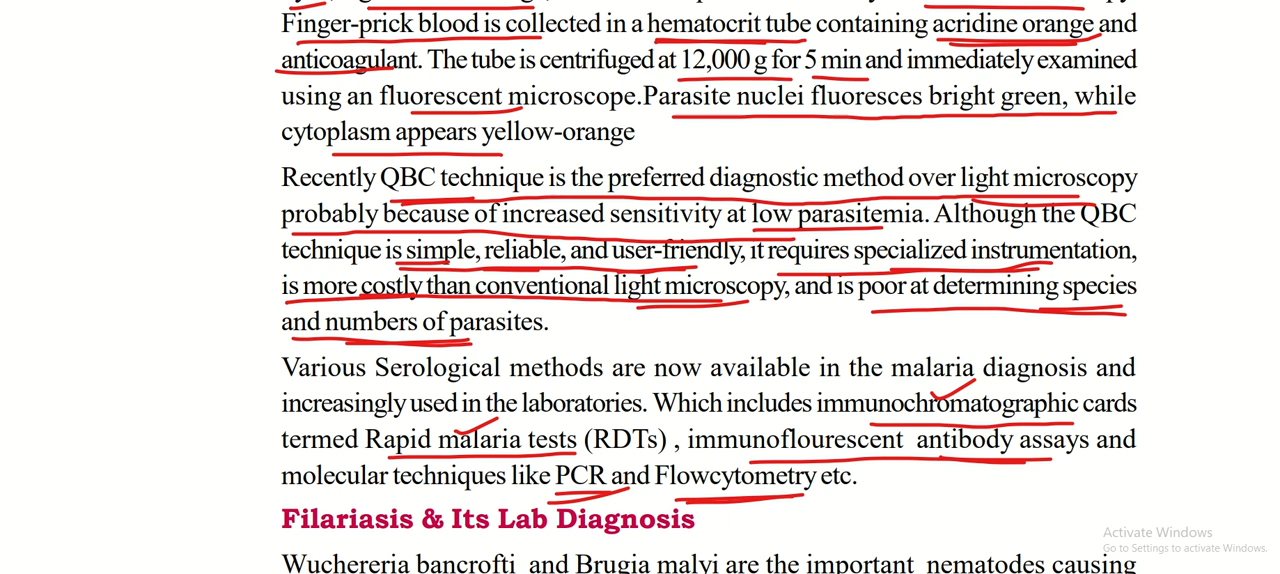 Finger-prick blood is collected in a hematocrit tube containing acridine orange and
anticoagulant. The tube is centrifuged at 12,000 g for 5 min and immediately examined
using an fluorescent microscope.Parasite nuclei fluoresces bright green, while
cytoplasm appears yellow-orange
Recently QBC technique is the preferred diagnostic method over light microscopy
probably because of increased sensitivity at low parasitemia. Although the QBC
technique is simple, reliable, and user-friendly, it requires specialized instrumentation,
is more costly than conventional light microscopy, and is poor at determining species
and numbers of parasites.
Various Serological methods are now available in the malaria diagnosis and
increasingly used in the laboratories. Which includes immunochromatographic cards
termed Rapid malaria tests (RDTs) , immunoflourescent antibody assays and
molecular techniques like PCR and Flowcytometry etc.
Filariasis & Its Lab Diagnosis
Wuchereria bancrofti and Brugia malyi are the important nematodes causing
Activate Windows
Go to Settings to activate Windows.